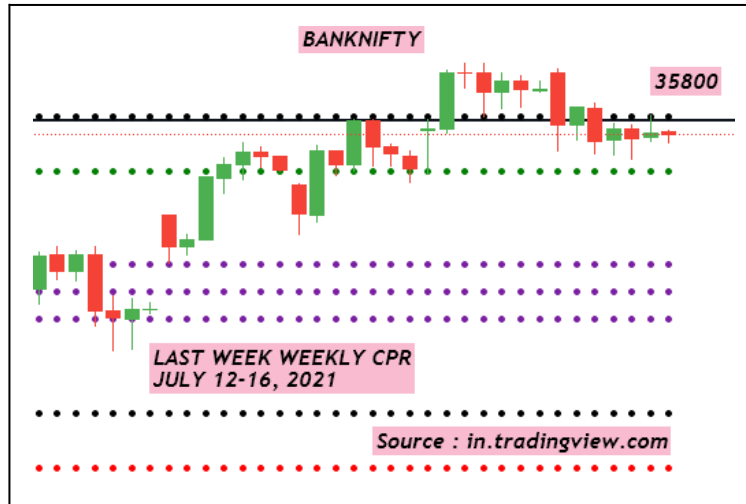 BANKNIFTY
35800
LAST WEEK WEEKLY CPR
JULY 12-16, 2021
Source : in.tradingview.com